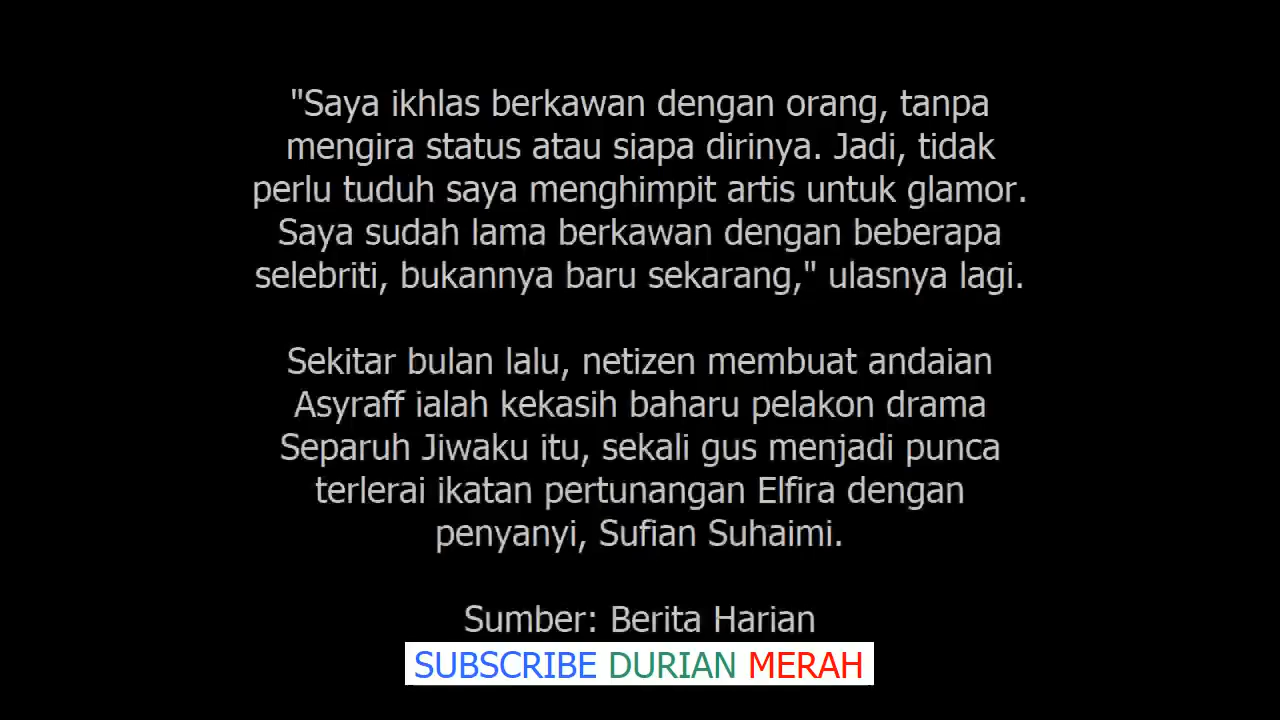 "Saya ikhlas berkawan dengan orang, tanpa
mengira status atau siapa dirinya. Jadi, tidak
perlu tuduh saya menghimpit artis untuk glamor.
Saya sudah lama berkawan dengan beberapa
selebriti, bukannya baru sekarang," ulasnya lagi.
Sekitar bulan lalu, netizen membuat andaian
Asyraff ialah kekasih baharu pelakon drama
Separuh Jiwaku itu, sekali gus menjadi punca
terlerai ikatan pertunangan Elfira dengan
penyanyi, Sufian Suhaimi.
Sumber: Berita Harian
SUBSCRIBE DURIAN MERAH